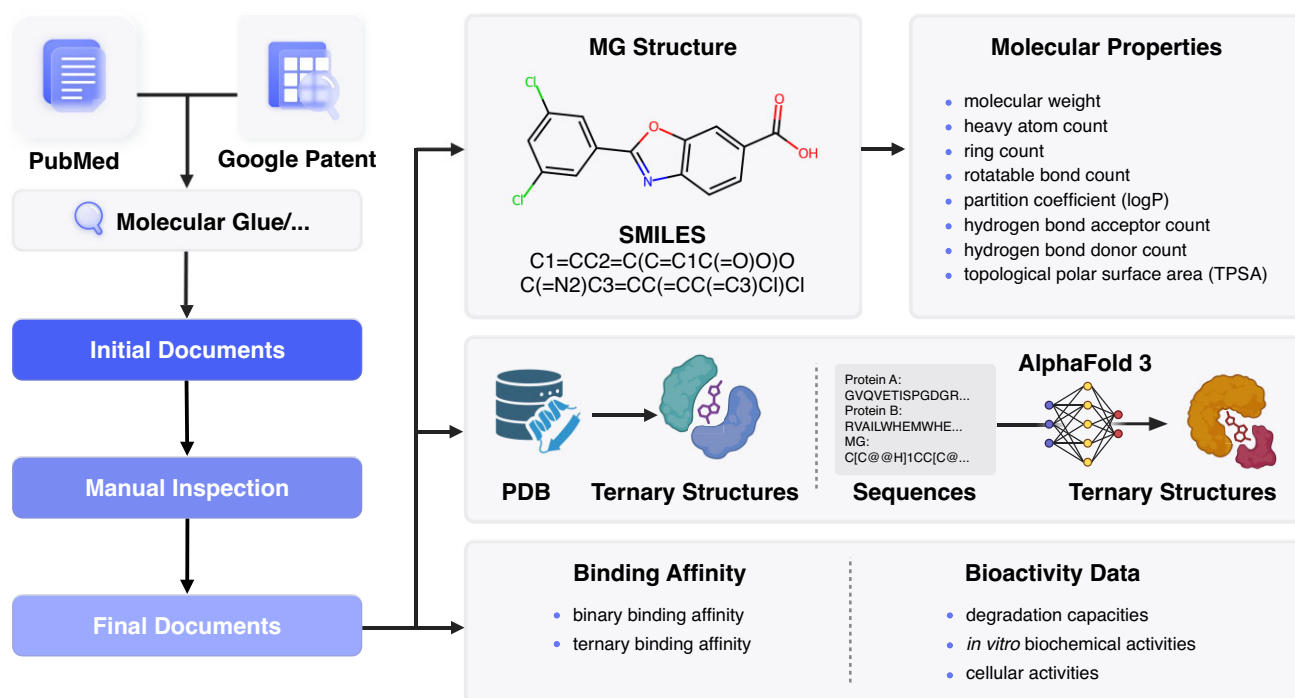 PubMed
Google Patent
Molecular Glue/...
Initial Documents
Manual Inspection
Final Documents
MG Structure
Cl
Cl
O
N
O
OH
SMILES
C1=CC2=C(C=C1C(=O)O)O
C(=N2)C3=CC(=CC(=C3)Cl)Cl
Molecular Properties
• molecular weight
• heavy atom count
• ring count
• rotatable bond count
• partition coefficient (logP)
• hydrogen bond acceptor count
• hydrogen bond donor count
• topological polar surface area (TPSA)
PDB
Ternary Structures
Protein A:
GVQVETISPGDGR...
Protein B:
RVAILWHEMWHE...
MG:
C[C@@H]1CC[C@...
Sequences
AlphaFold 3
Ternary Structures
Binding Affinity
• binary binding affinity
• ternary binding affinity
Bioactivity Data
• degradation capacities
• in vitro biochemical activities
• cellular activities